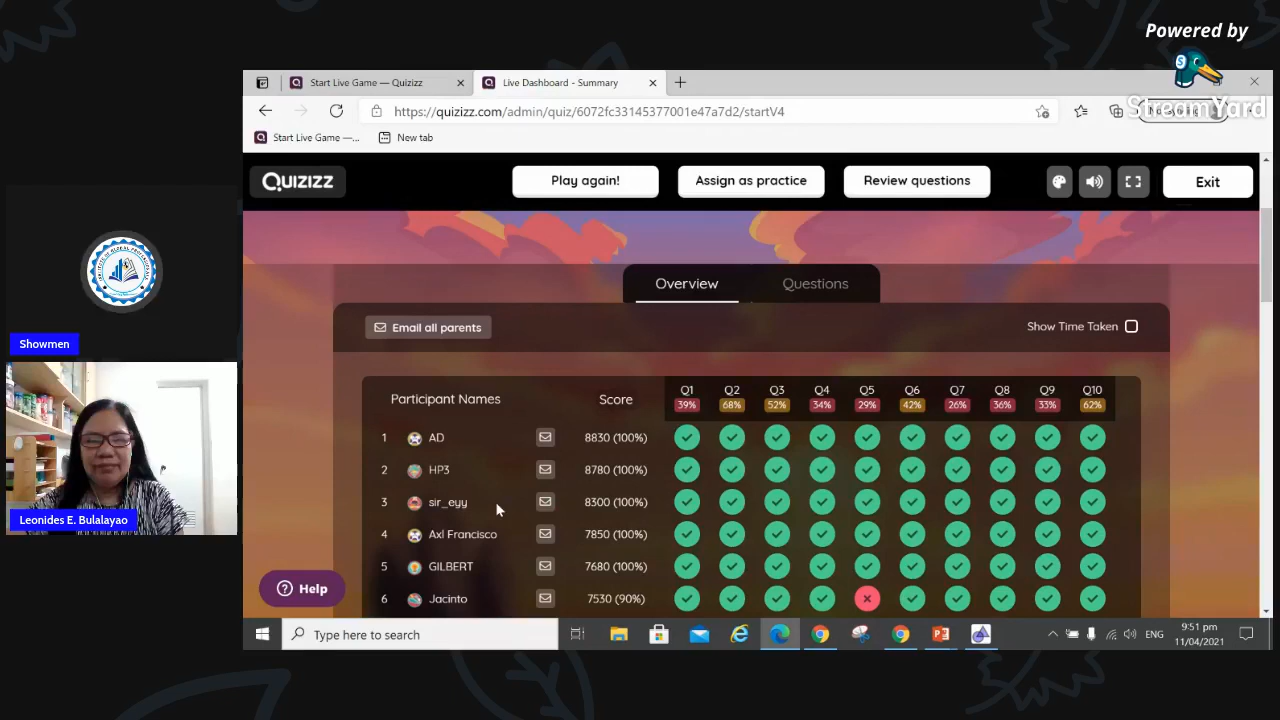 Powered by
StreamYard
Start Live Game — Quizizz
Live Dashboard - Summary
https://quizizz.com/admin/quiz/6072fc33145377001e47a7d2/startV4
Start Live Game —...
New tab
QUIZIZZ
Play again!
Assign as practice
Review questions
Exit
Overview
Questions
Email all parents
Show Time Taken
Participant Names
Score
Q1 Q2 Q3 Q4 Q5 Q6 Q7 Q8 Q9 Q10
39% 68% 52% 34% 29% 42% 26% 36% 33% 62%
1 AD 8830 (100%)
2 HP3 8780 (100%)
3 sir_eyy 8300 (100%)
4 Axl Francisco 7850 (100%)
5 GILBERT 7680 (100%)
6 Jacinto 7530 (90%)
Showmen
Leonides E. Bulalayao
Help
Type here to search
ENG
9:51 pm
11/04/2021